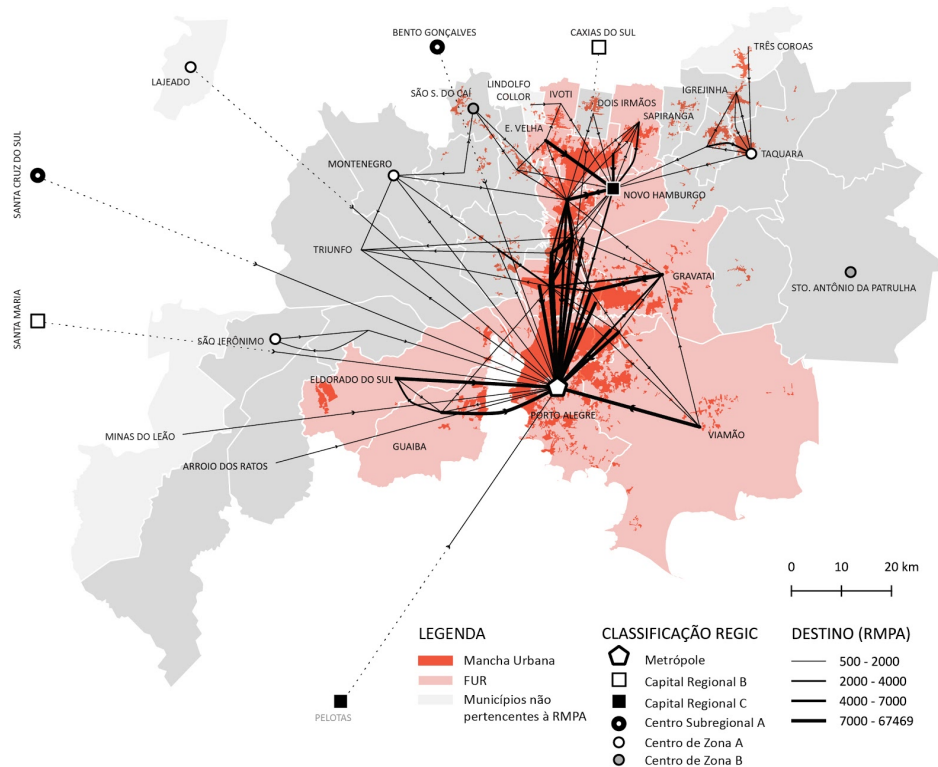 BENTO GONÇALVES
CAXIAS DO SUL
TRÊS COROAS
LAJEADO
SÃO S. DO CAÍ
LINDOLFO
COLLOR
IVOTI
DOIS IRMÃOS
IGREJINHA
SAPIRANGA
E. VELHA
TAQUARA
SANTA CRUZ DO SUL
MONTENEGRO
NOVO HAMBURGO
TRIUNFO
GRAVATAI
STO. ANTÔNIO DA PATRULHA
SANTA MARIA
SÃO JERÔNIMO
ELDORADO DO SUL
PORTO ALEGRE
MINAS DO LEÃO
VIAMÃO
GUAIBA
ARROIO DOS RATOS
0 10 20 km
PELOTAS
LEGENDA
Mancha Urbana
FUR
Municípios não
pertencentes à RMPA
CLASSIFICAÇÃO REGIC
Metrópole
Capital Regional B
Capital Regional C
Centro Subregional A
Centro de Zona A
Centro de Zona B
DESTINO (RMPA)
500 - 2000
2000 - 4000
4000 - 7000
7000 - 67469